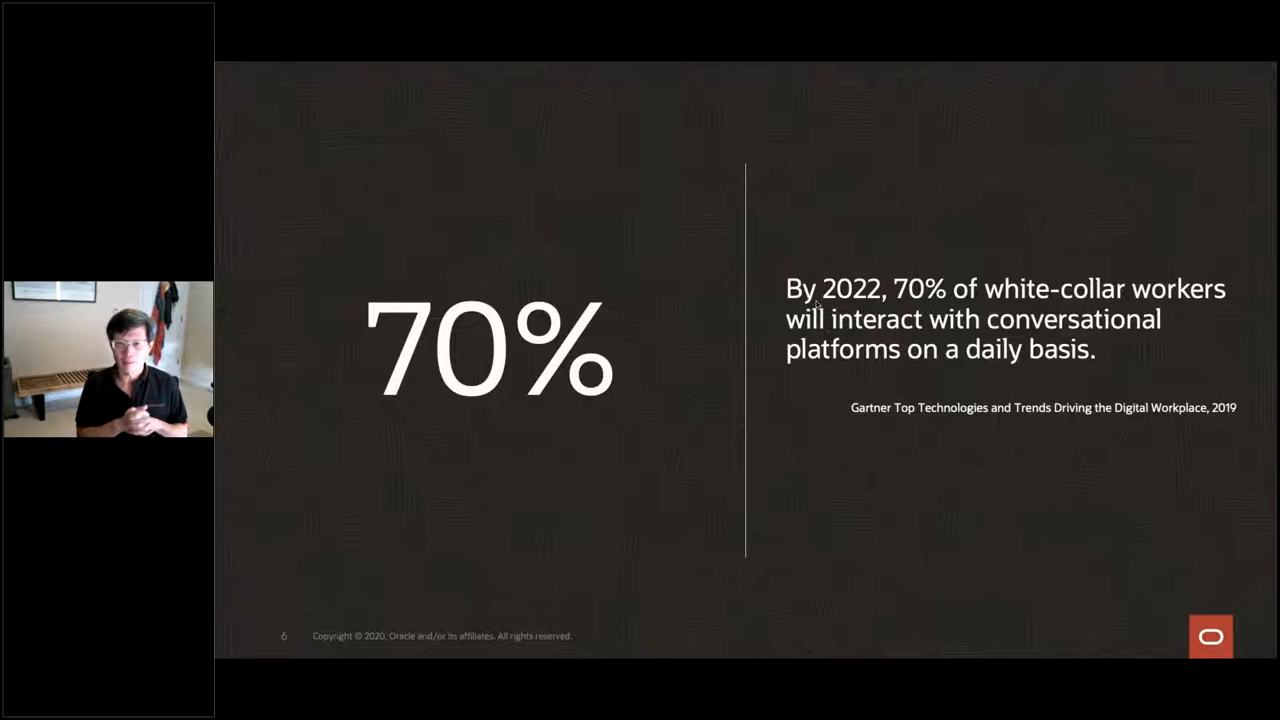 70%
By 2022, 70% of white-collar workers
will interact with conversational
platforms on a daily basis.
Gartner Top Technologies and Trends Driving the Digital Workplace, 2019
6
Copyright © 2020, Oracle and/or its affiliates. All rights reserved.